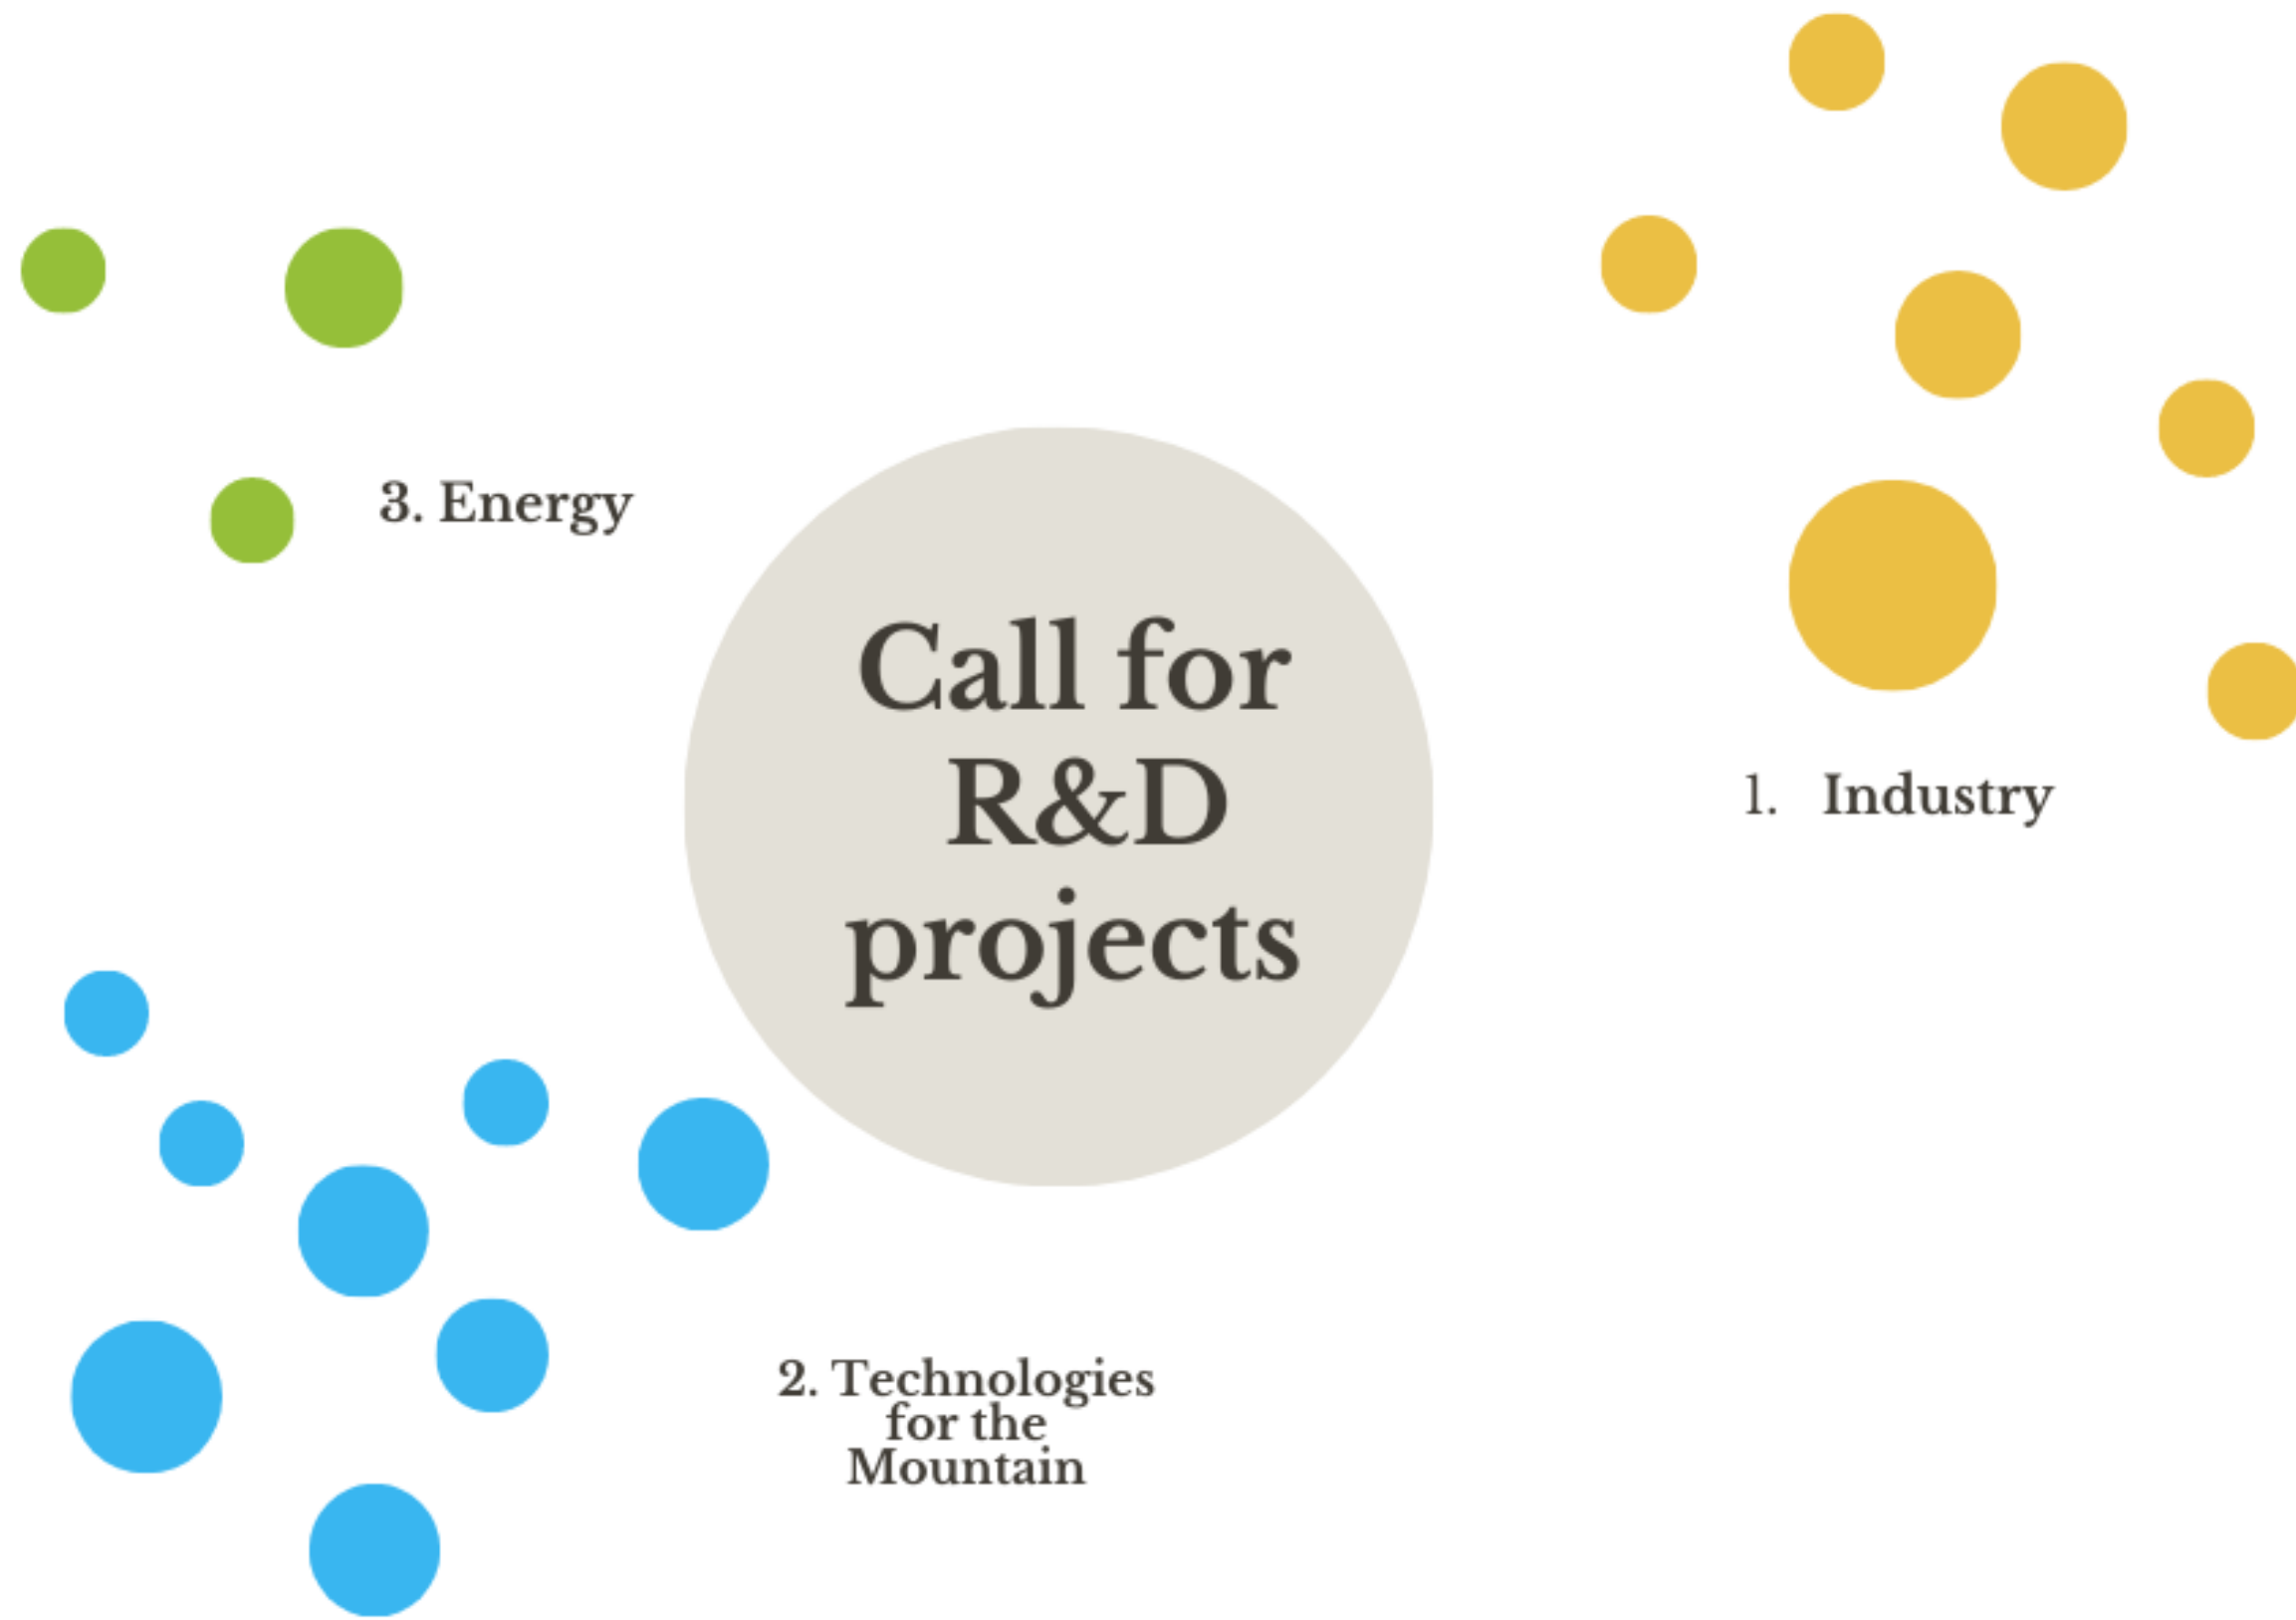 Call for
R&D
projects
1. Industry
2. Technologies
for the
Mountain
3. Energy